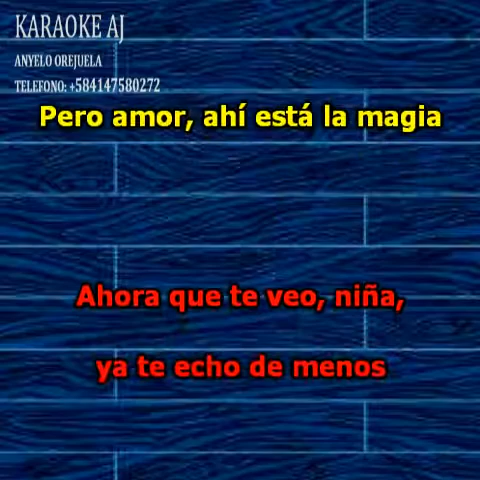 KARAOKE AJ
ANYELO OREJUELA
TELEFONO: +584147580272
Pero amor, ahí está la magia
Ahora que te veo, niña,
ya te echo de menos